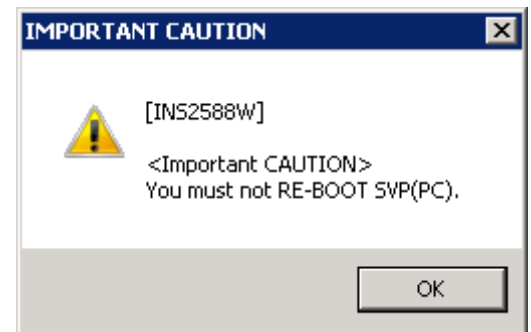 IMPORTANT CAUTION
[INS2588W]
<Important CAUTION>
You must not RE-BOOT SVP(PC).
OK